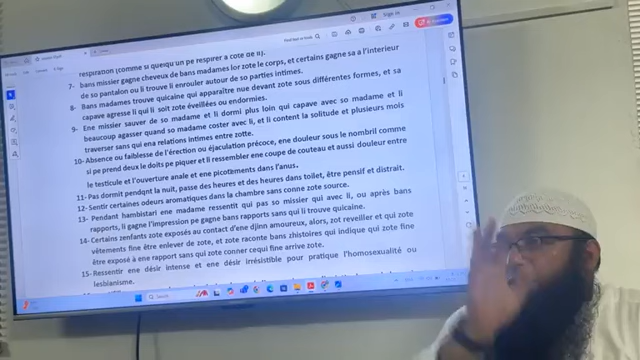 Sign in
Find text or tools
respiration (comme si quelqu un pe respirer a cote de li).
7- bans missier gagne cheveux de bans madames lor zote le corps, et certains gagne sa a l'interieur
de so pantalon ou li trouve li enrouler autour de so parties intimes.
8- Bans madames trouve quicaine qui apparaître nue devant zote sous différentes formes, et sa
kapave agresse li qui li soit zote éveillées ou endormies.
9- Ene missier sauver de so madame et li dormi plus loin qui capave avec so madame et li
beaucoup agasser quand so madame coster avec li, et li content la solitude et plusieurs mois
traverser sans qui ena relations intimes entre zotte.
10- Absence ou faiblesse de l'érection ou éjaculation précoce, ene douleur sous le nombril comme
si pe prend deux le doits pe piquer et li ressembler ene coupe de couteau et aussi douleur entre
le testicule et l'ouverture anale et ene picotements dans l'anus.
11- Pas dormit pendant la nuit, passe des heures et des heures dans toilet, être pensif et distrait.
12- Sentir certaines odeurs aromatiques dans la chambre sans conne zote source.
13- Pendant hambistari ene madame ressentit qui pas so missier qui avec li, ou après bans
rapports, li gagne l'impression pe gagne bans rapports sans qui li trouve quicaine.
14- Certains zenfants zote exposés au contact d'ene djinn amoureux, alors, zot reveiller et qui zote
vêtements fine être enlever de zote, et zote raconte bans zhistoires qui indique qui zote fine
être exposé a ene rapport sans qui zote conner cequi fine arrive zote.
15- Ressentir ene désir intense et ene désir irrésistible pour pratique l'homosexualité ou
lesbianisme.
Search